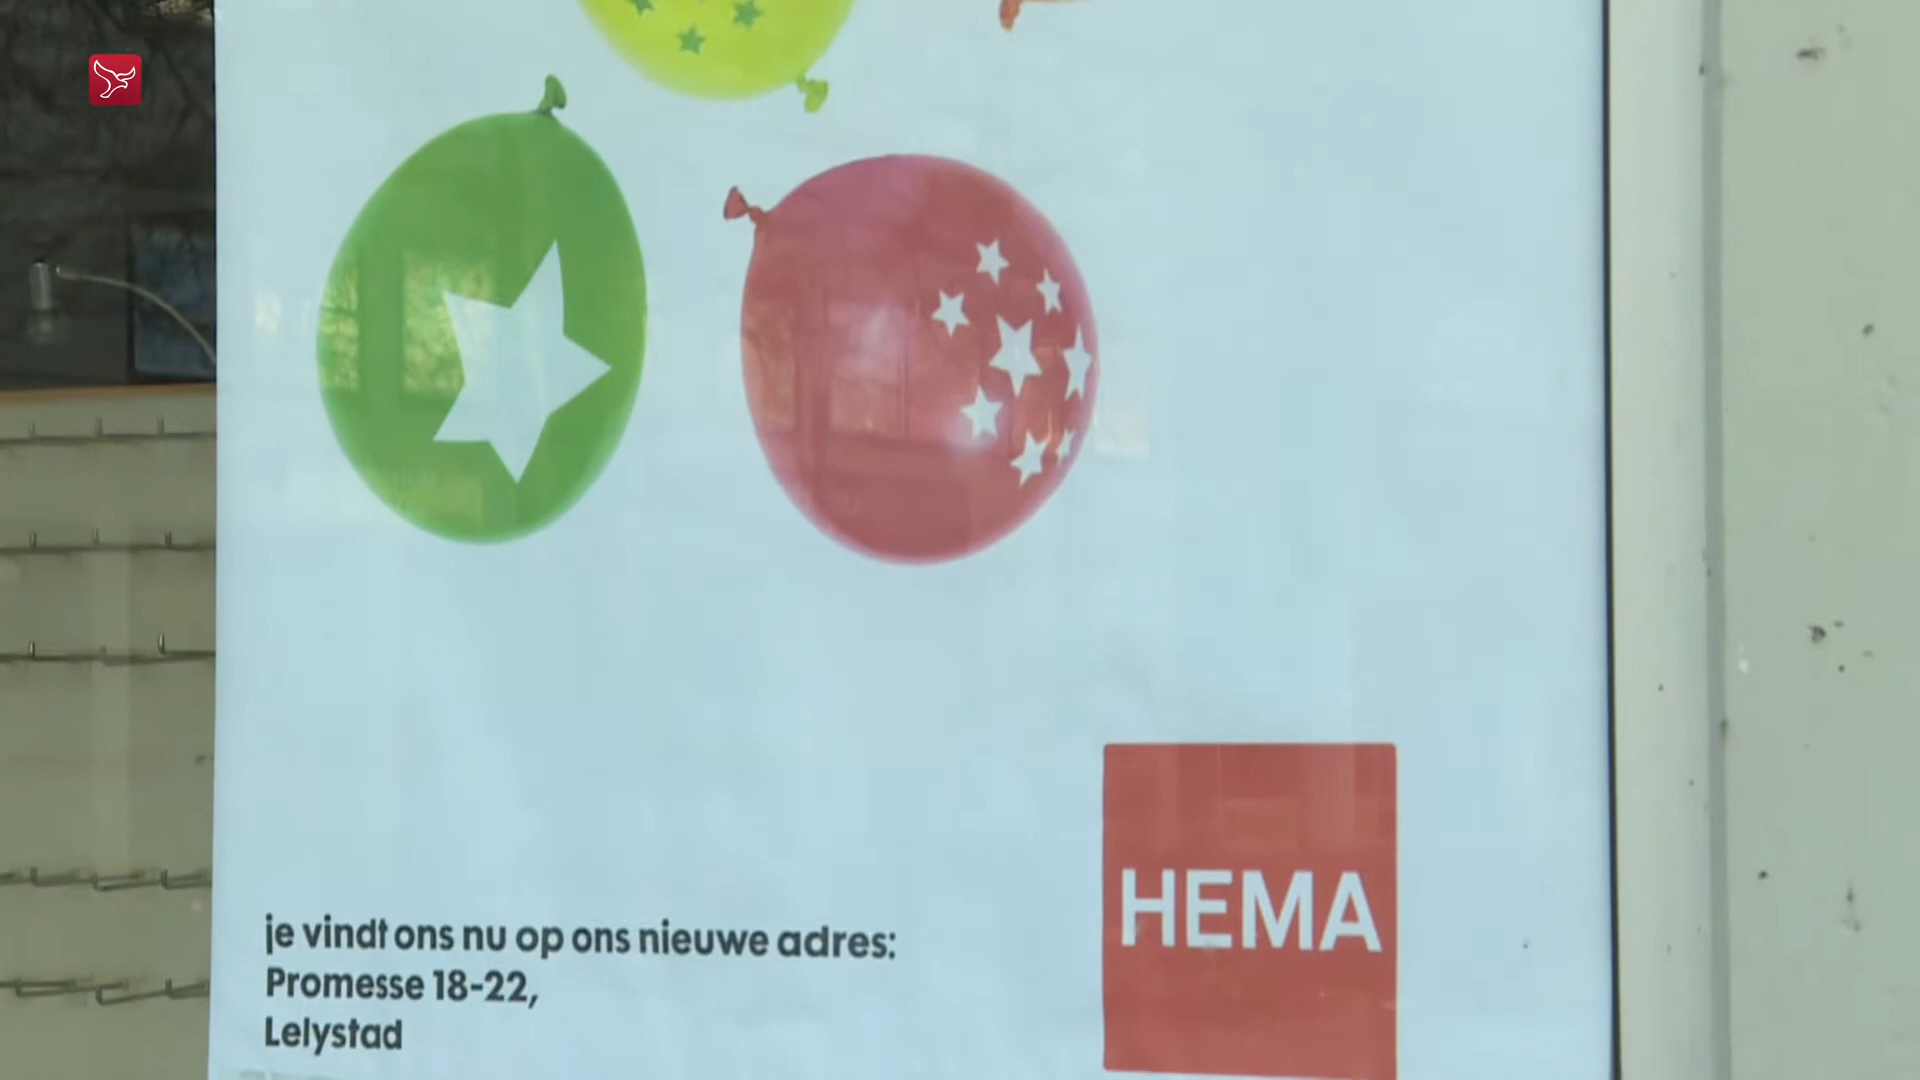 HEMA
je vindt ons nu op ons nieuwe adres:
Promesse 18-22,
Lelystad